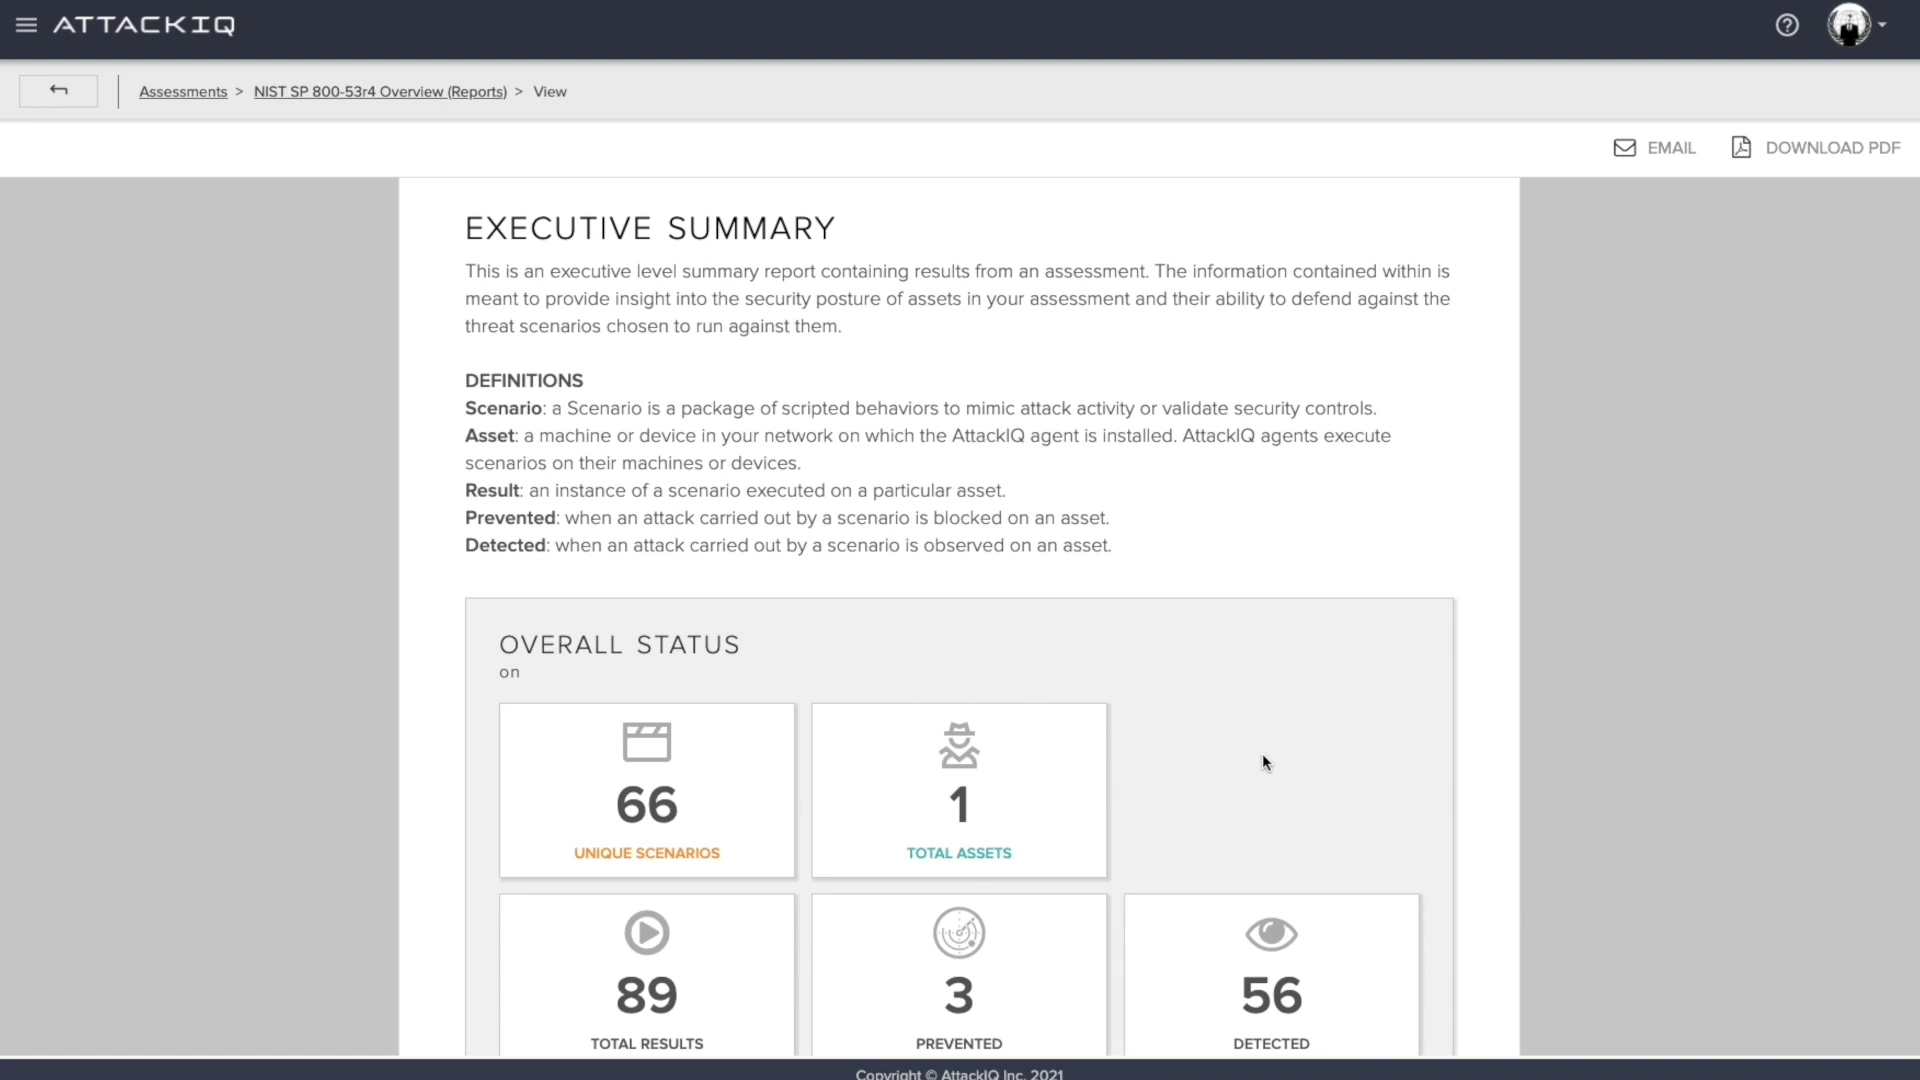 ATTACKIQ
Assessments > NIST SP 800-53r4 Overview (Reports) > View
EMAIL DOWNLOAD PDF
EXECUTIVE SUMMARY
This is an executive level summary report containing results from an assessment. The information contained within is
meant to provide insight into the security posture of assets in your assessment and their ability to defend against the
threat scenarios chosen to run against them.
DEFINITIONS
Scenario: a Scenario is a package of scripted behaviors to mimic attack activity or validate security controls.
Asset: a machine or device in your network on which the AttackIQ agent is installed. AttackIQ agents execute
scenarios on their machines or devices.
Result: an instance of a scenario executed on a particular asset.
Prevented: when an attack carried out by a scenario is blocked on an asset.
Detected: when an attack carried out by a scenario is observed on an asset.
OVERALL STATUS
on
66
UNIQUE SCENARIOS
1
TOTAL ASSETS
89
TOTAL RESULTS
3
PREVENTED
56
DETECTED
Copyright © AttackIQ Inc. 2021